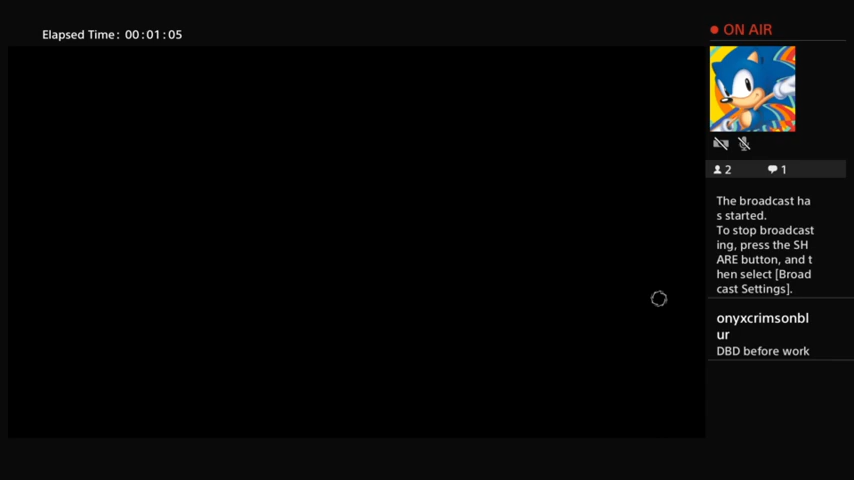 Elapsed Time: 00:01:05
ON AIR
2
1
The broadcast ha
s started.
To stop broadcast
ing, press the SH
ARE button, and t
hen select [Broad
cast Settings].
onyxcrimsonbl
ur
DBD before work